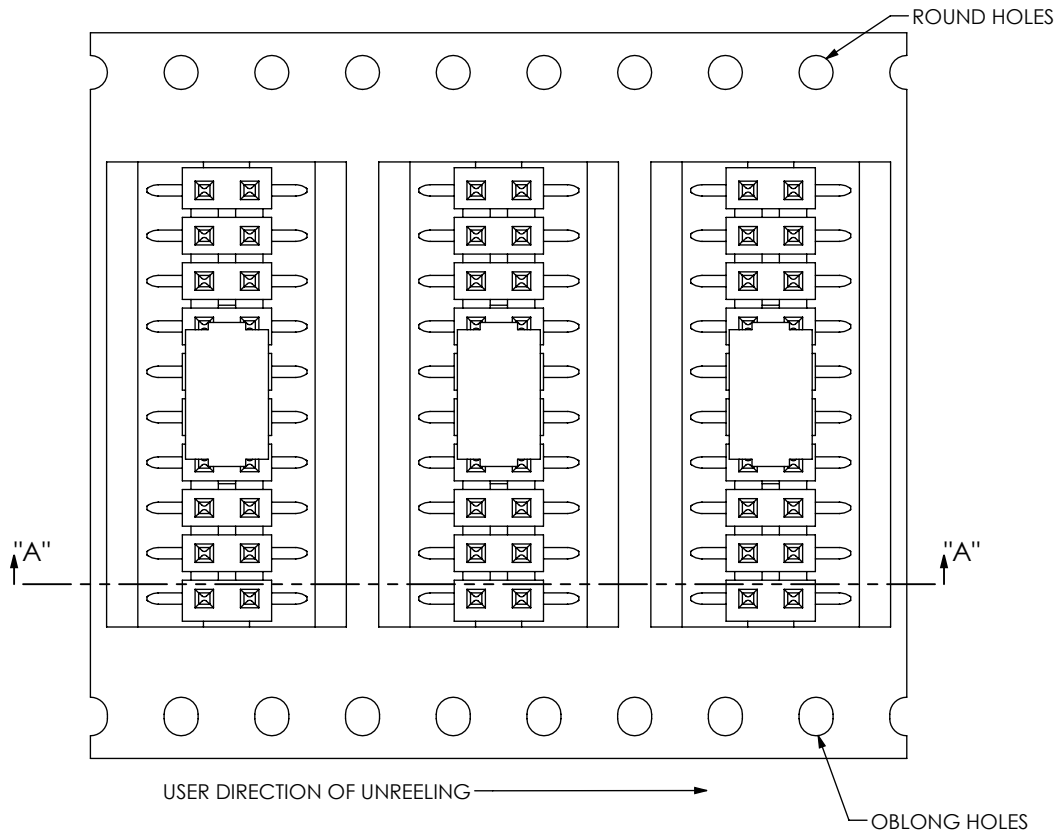 ROUND HOLES
"A"
"A"
USER DIRECTION OF UNREELING
OBLONG HOLES